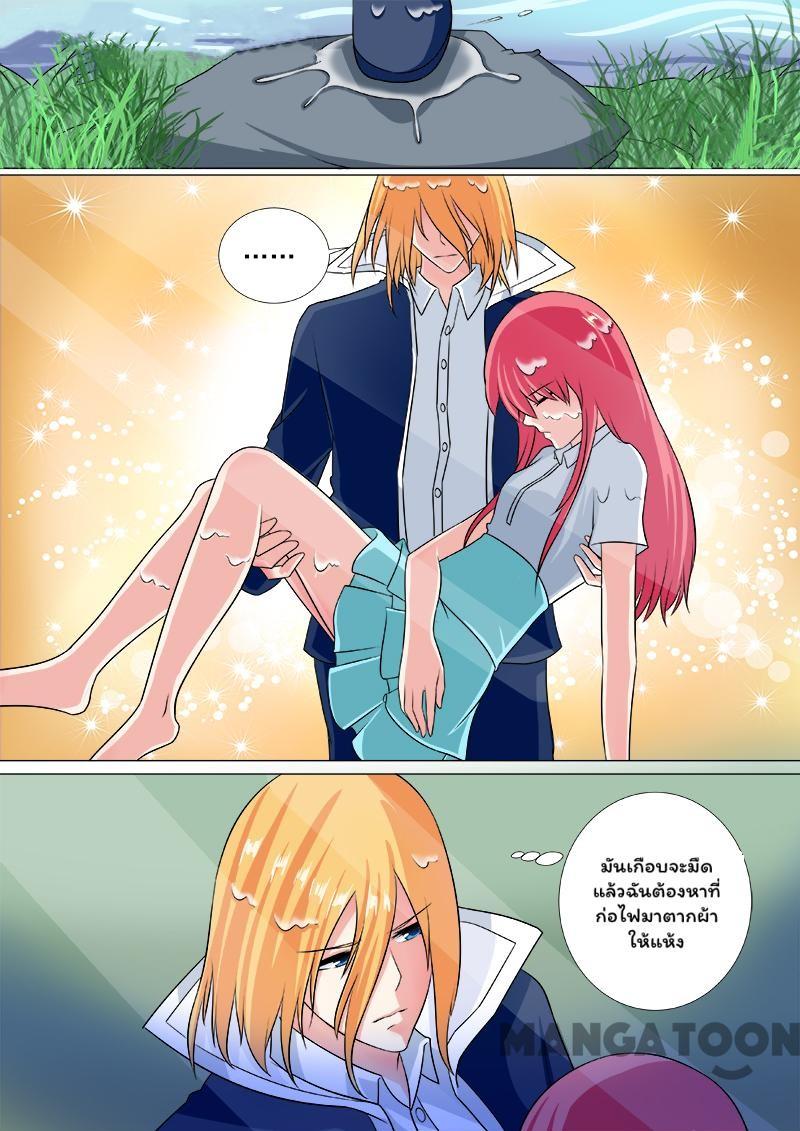 ......
มันเกือบจะมืด
แล้วฉันต้องหาที่
ก่อไฟมาตากผ้า
ให้แห้ง
MANGATOON